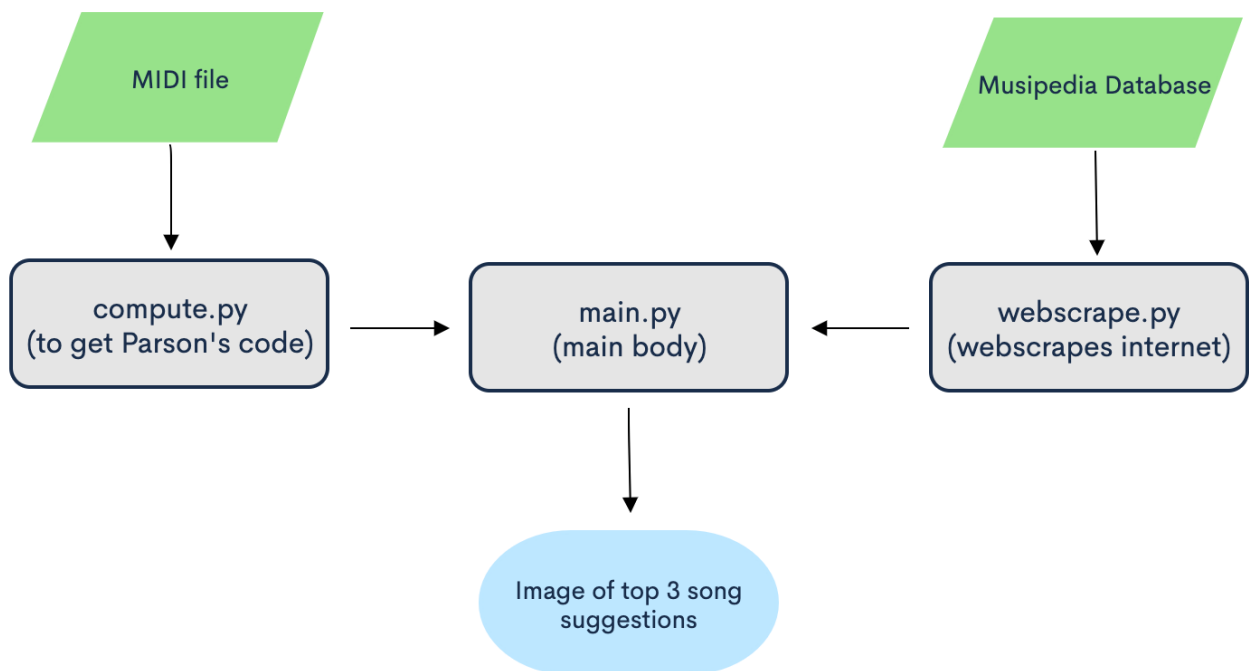 MIDI file
Musipedia Database
compute.py
(to get Parson's code)
main.py
(main body)
webscrape.py
(webscrapes internet)
Image of top 3 song
suggestions